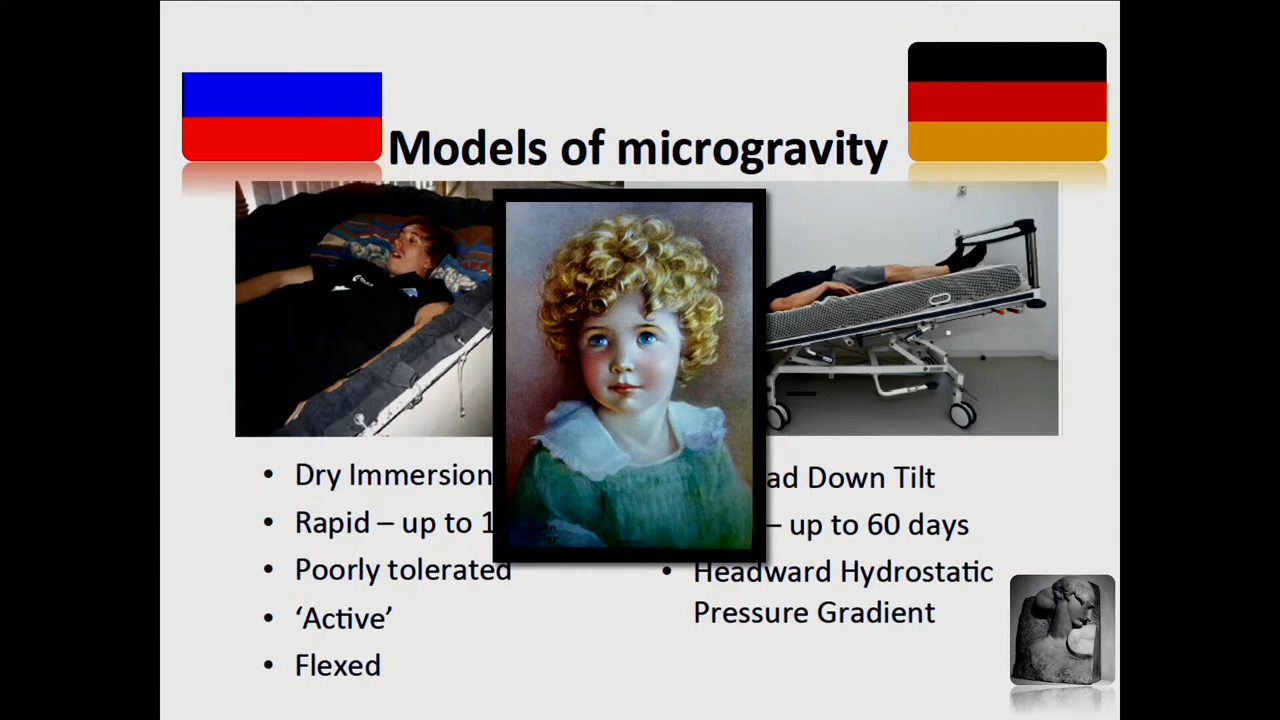 Models of microgravity
Dry Immersion
Rapid – up to 1
Poorly tolerated
‘Active’
Flexed
ad Down Tilt
– up to 60 days
Headward Hydrostatic
Pressure Gradient